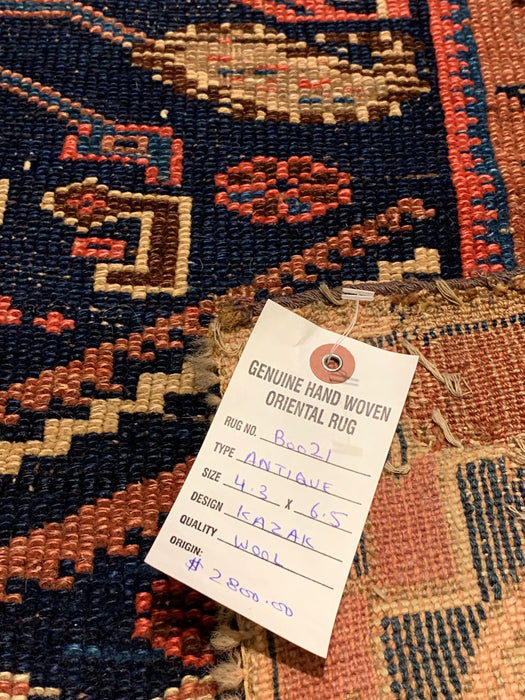 GENUINE HAND WOVEN
ORIENTAL RUG
RUG NO. B0021
TYPE ANTIQUE
SIZE 4.3 X 6.5
DESIGN KAZAK
QUALITY WOOL
ORIGIN:
$ 2800.00